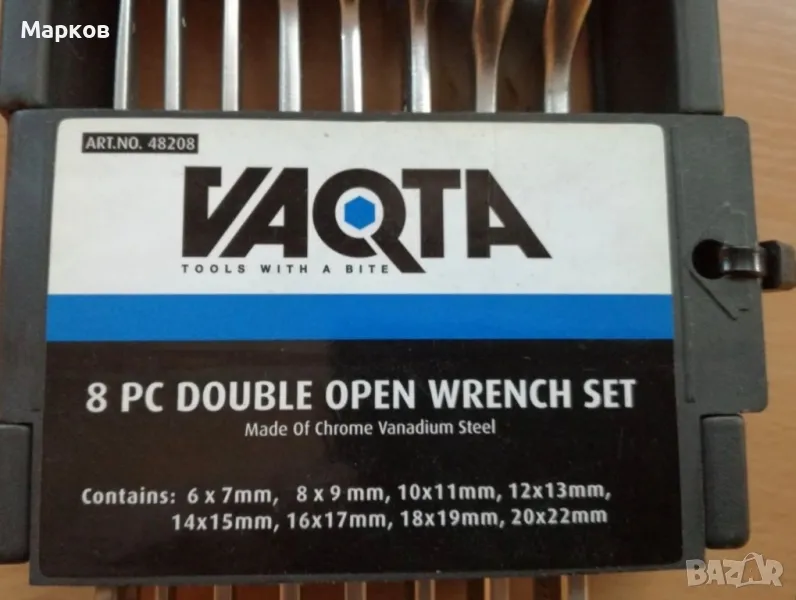 Марков
ART.NO. 48208
VAQTA
TOOLS WITH A BITE
8 PC DOUBLE OPEN WRENCH SET
Made Of Chrome Vanadium Steel
Contains: 6 x 7mm, 8 x 9 mm, 10x11mm, 12x13mm,
14x15mm, 16x17mm, 18x19mm, 20x22mm
BAZAR